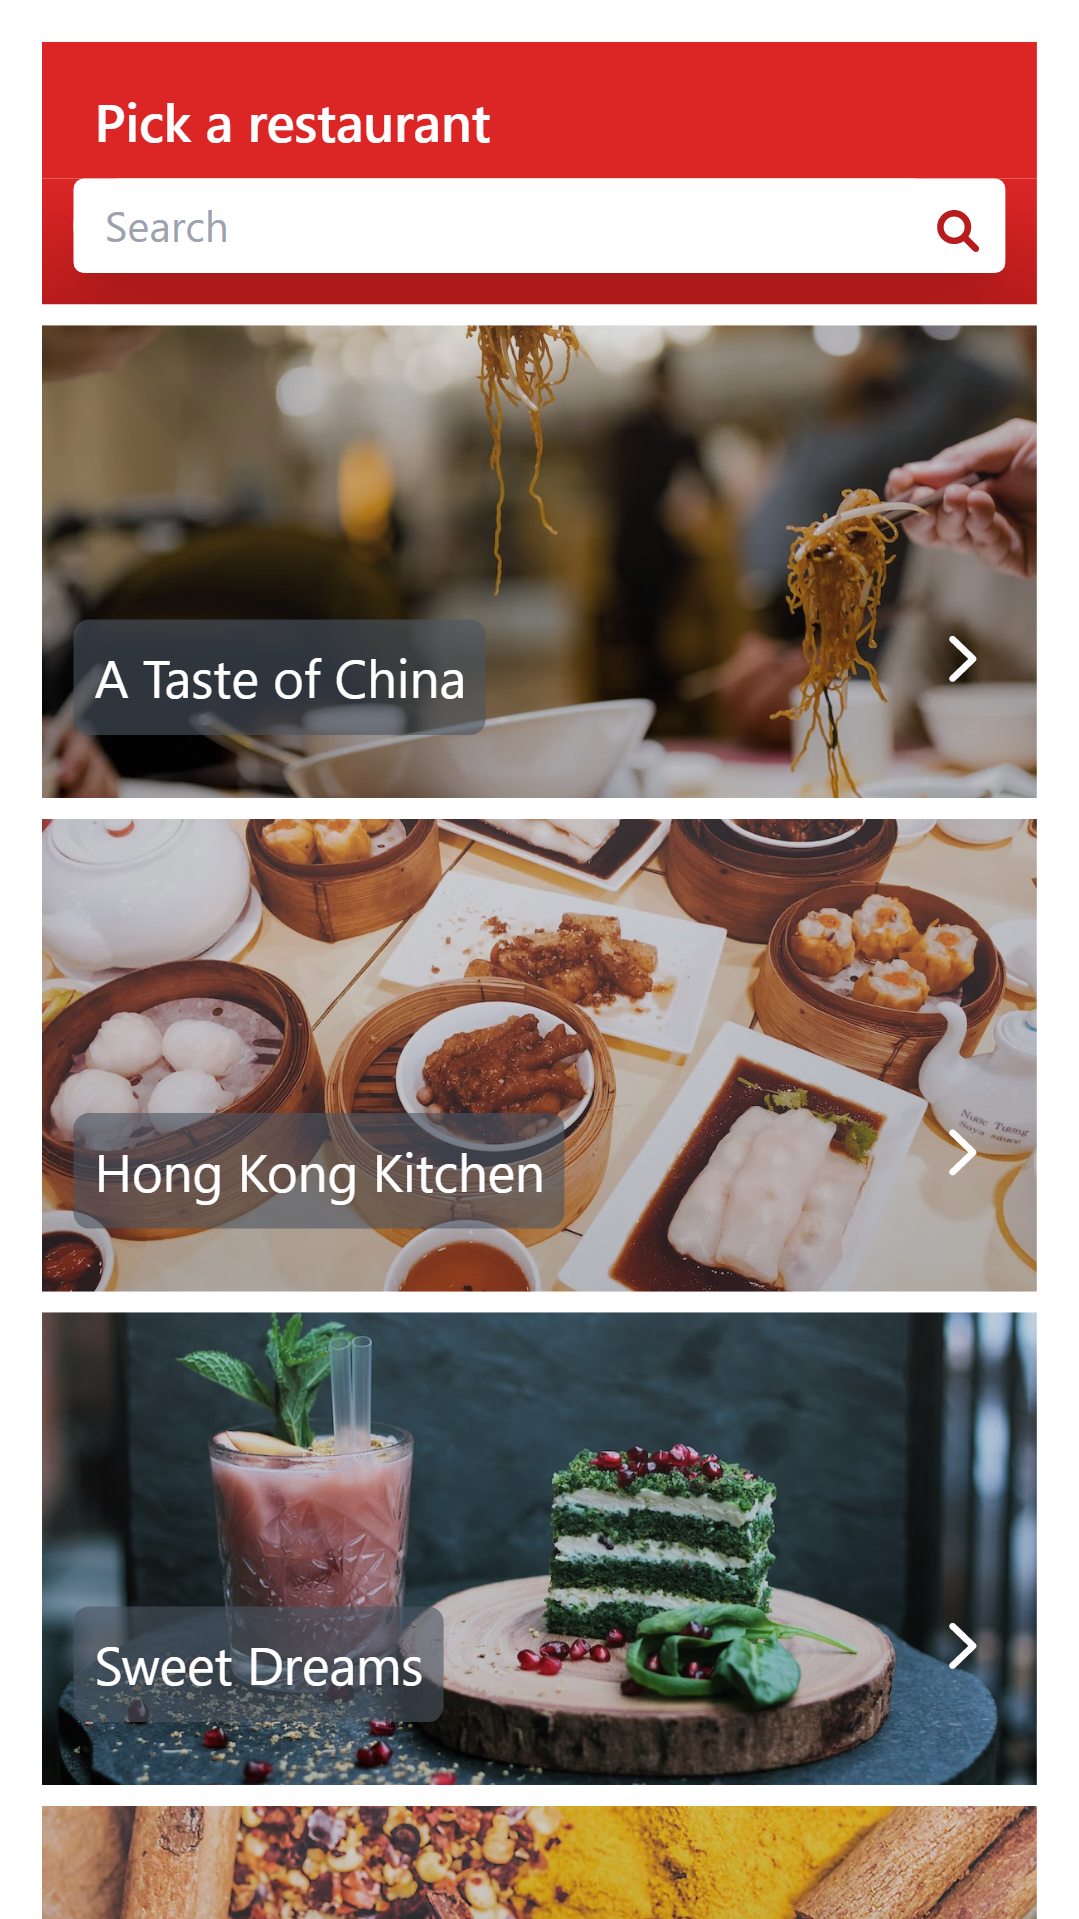 Pick a restaurant
Search
A Taste of China
Nước Tương
Soya sauce
Hong Kong Kitchen
Sweet Dreams